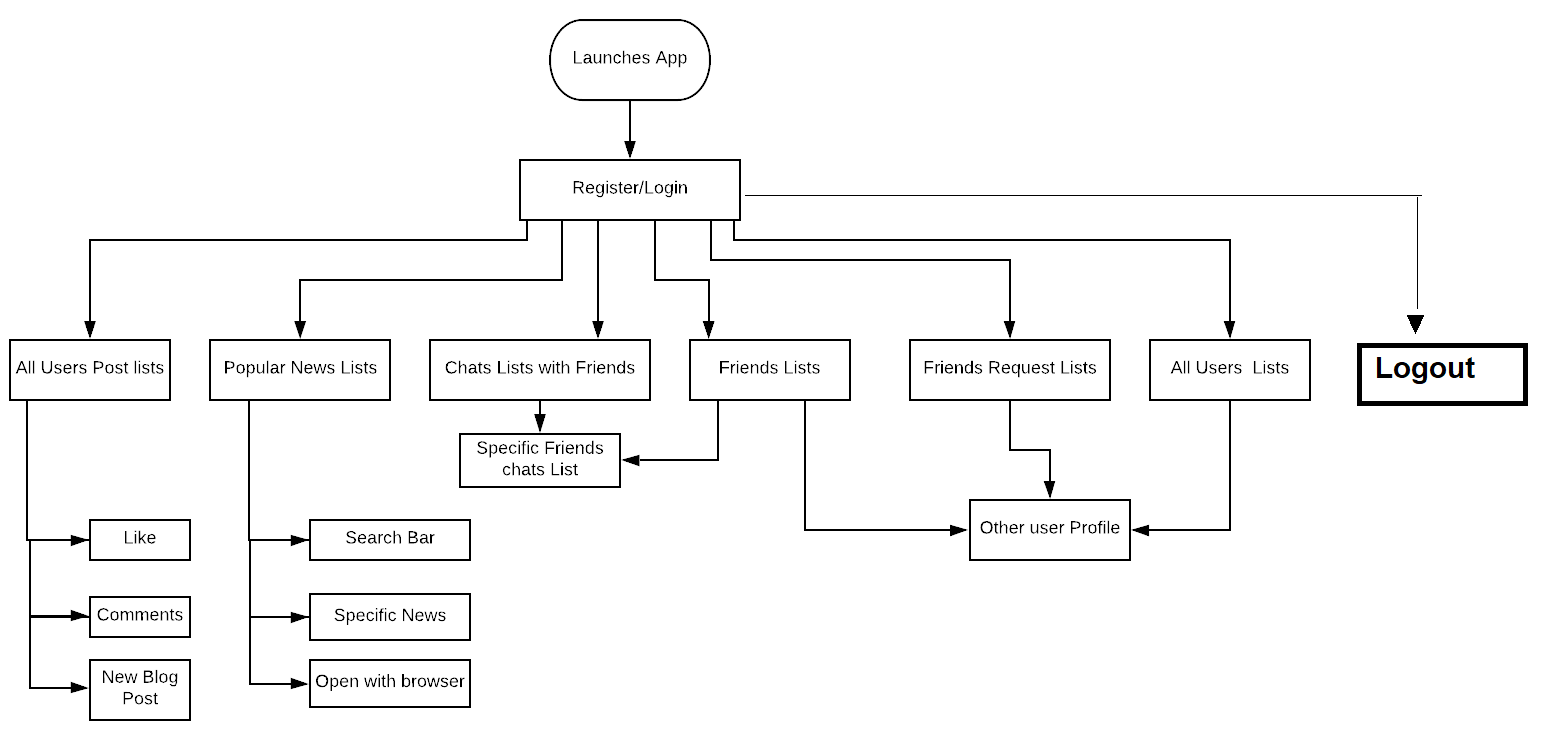 Launches App
Register/Login
All Users Post lists
Popular News Lists
Chats Lists with Friends
Friends Lists
Friends Request Lists
All Users  Lists
Logout
Specific Friends
chats List
Other user Profile
Like
Comments
New Blog
Post
Search Bar
Specific News
Open with browser